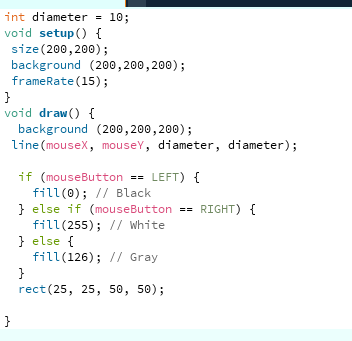 int diameter = 10;
void setup() {
 size(200,200);
 background (200,200,200);
 frameRate(15);
}
void draw() {
  background (200,200,200);
 line(mouseX, mouseY, diameter, diameter);

  if (mouseButton == LEFT) {
    fill(0); // Black
  } else if (mouseButton == RIGHT) {
    fill(255); // White
  } else {
    fill(126); // Gray
  }
  rect(25, 25, 50, 50);

}